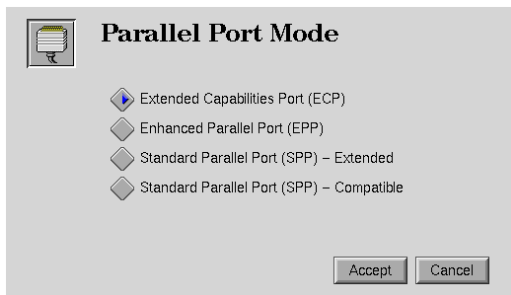 Parallel Port Mode
Extended Capabilities Port (ECP)
Enhanced Parallel Port (EPP)
Standard Parallel Port (SPP) – Extended
Standard Parallel Port (SPP) – Compatible
Accept Cancel